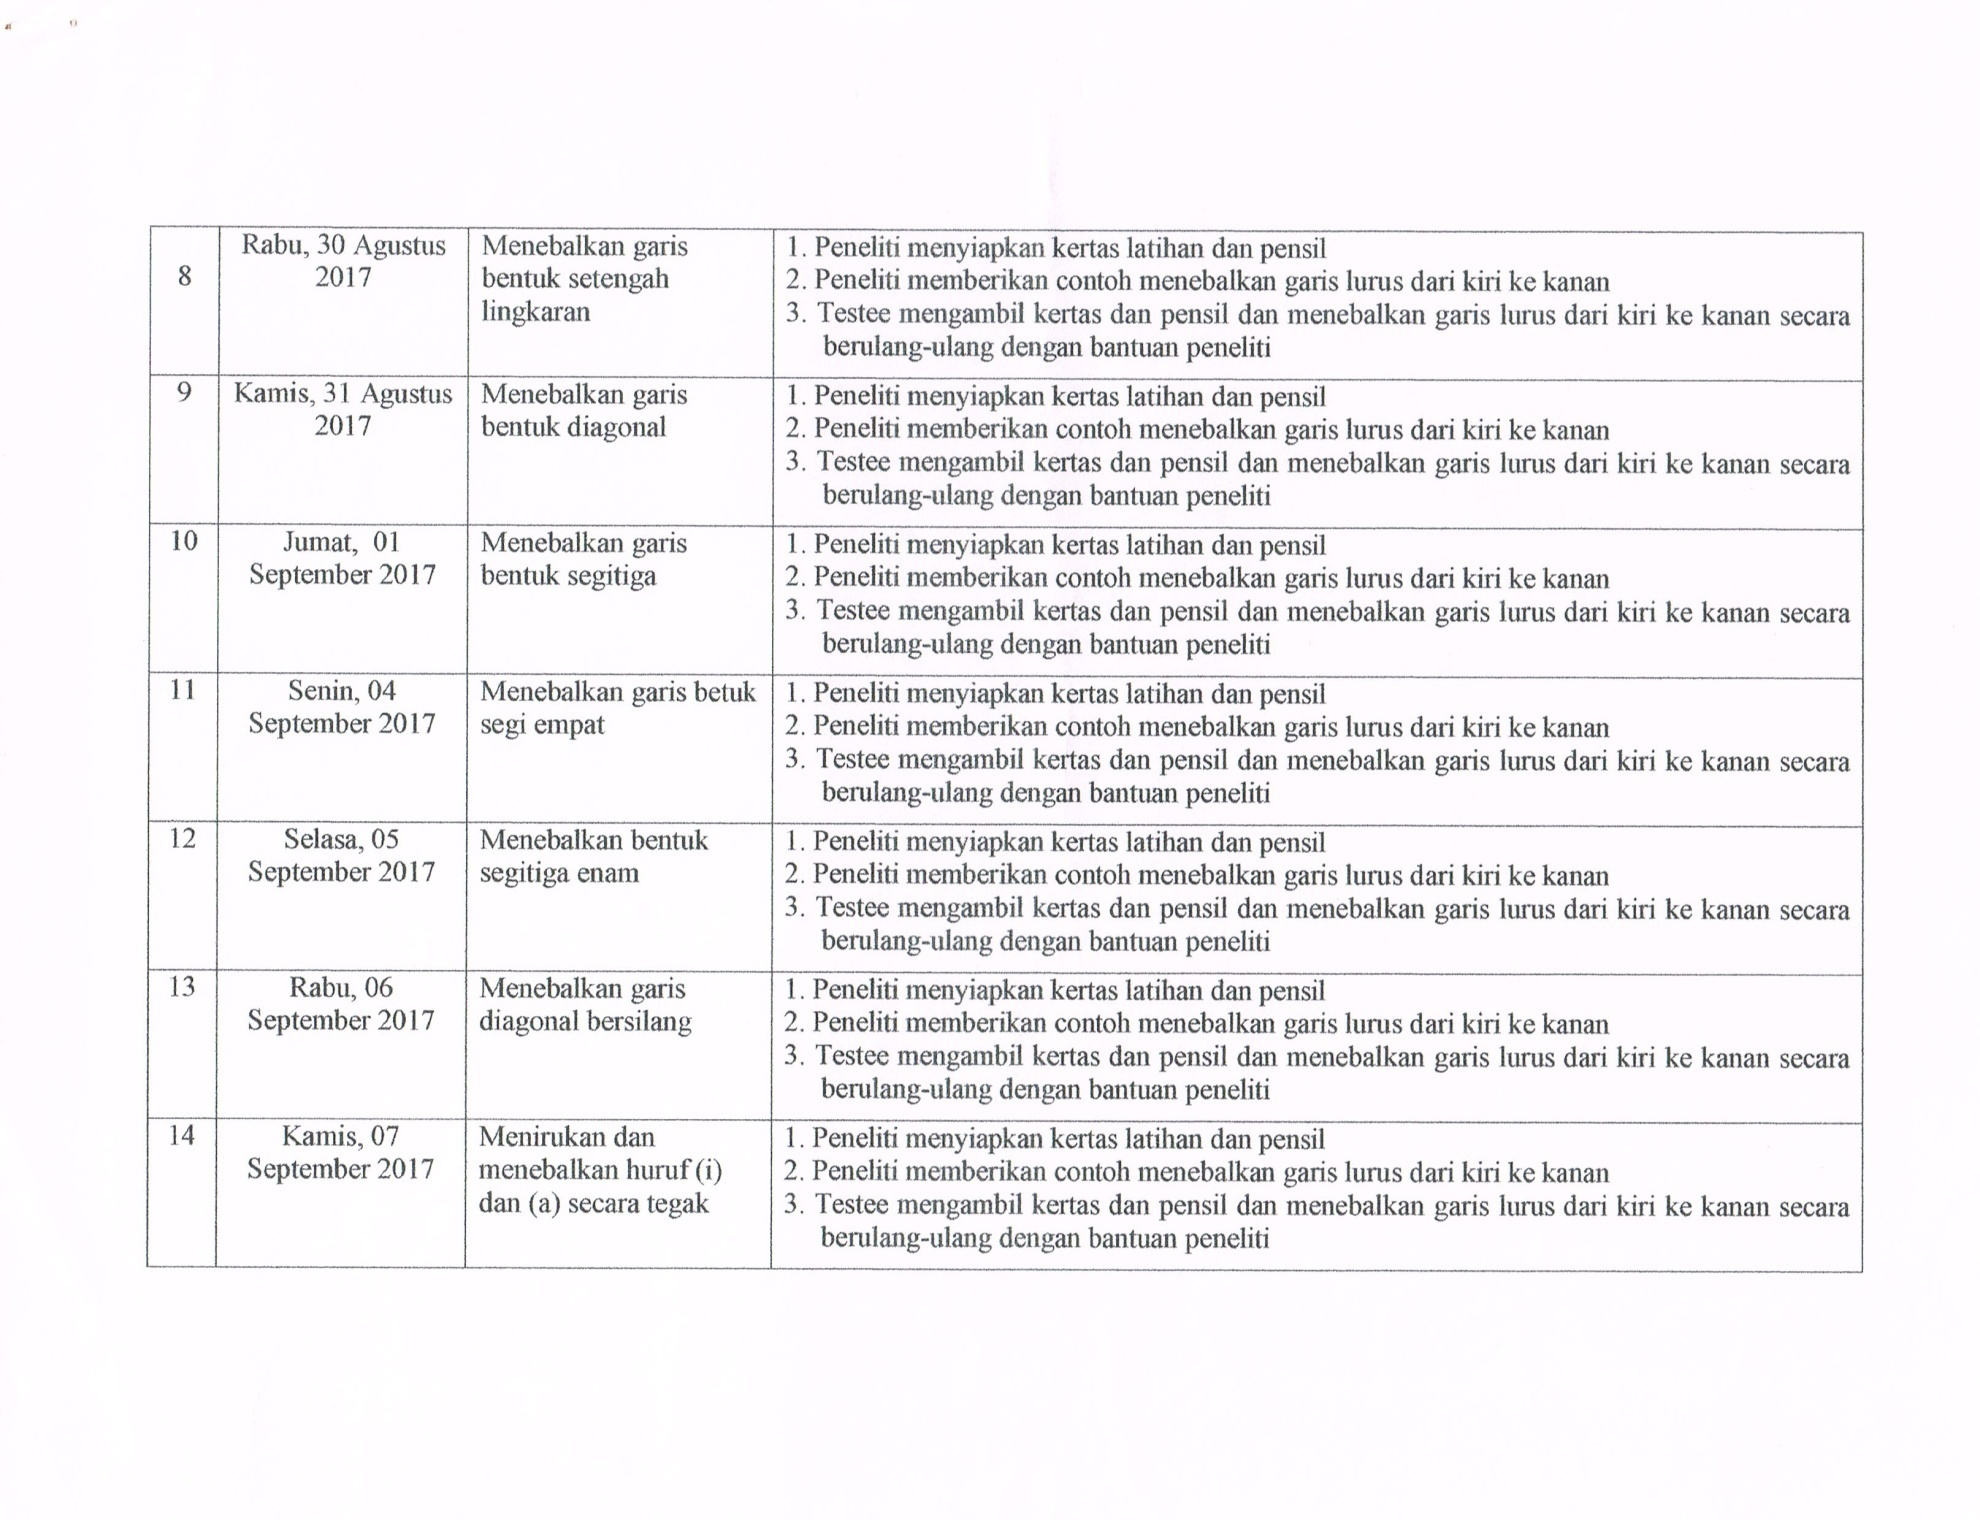 8
Rabu, 30 Agustus
2017
Menebalkan garis
bentuk setengah
lingkaran
1. Peneliti menyiapkan kertas latihan dan pensil
2. Peneliti memberikan contoh menebalkan garis lurus dari kiri ke kanan
3. Testee mengambil kertas dan pensil dan menebalkan garis lurus dari kiri ke kanan secara
berulang-ulang dengan bantuan peneliti
9
Kamis, 31 Agustus
2017
Menebalkan garis
bentuk diagonal
1. Peneliti menyiapkan kertas latihan dan pensil
2. Peneliti memberikan contoh menebalkan garis lurus dari kiri ke kanan
3. Testee mengambil kertas dan pensil dan menebalkan garis lurus dari kiri ke kanan secara
berulang-ulang dengan bantuan peneliti
10
Jumat, 01
September 2017
Menebalkan garis
bentuk segitiga
1. Peneliti menyiapkan kertas latihan dan pensil
2. Peneliti memberikan contoh menebalkan garis lurus dari kiri ke kanan
3. Testee mengambil kertas dan pensil dan menebalkan garis lurus dari kiri ke kanan secara
berulang-ulang dengan bantuan peneliti
11
Senin, 04
September 2017
Menebalkan garis betuk
segi empat
1. Peneliti menyiapkan kertas latihan dan pensil
2. Peneliti memberikan contoh menebalkan garis lurus dari kiri ke kanan
3. Testee mengambil kertas dan pensil dan menebalkan garis lurus dari kiri ke kanan secara
berulang-ulang dengan bantuan peneliti
12
Selasa, 05
September 2017
Menebalkan bentuk
segitiga enam
1. Peneliti menyiapkan kertas latihan dan pensil
2. Peneliti memberikan contoh menebalkan garis lurus dari kiri ke kanan
3. Testee mengambil kertas dan pensil dan menebalkan garis lurus dari kiri ke kanan secara
berulang-ulang dengan bantuan peneliti
13
Rabu, 06
September 2017
Menebalkan garis
diagonal bersilang
1. Peneliti menyiapkan kertas latihan dan pensil
2. Peneliti memberikan contoh menebalkan garis lurus dari kiri ke kanan
3. Testee mengambil kertas dan pensil dan menebalkan garis lurus dari kiri ke kanan secara
berulang-ulang dengan bantuan peneliti
14
Kamis, 07
September 2017
Menirukan dan
menebalkan huruf (i)
dan (a) secara tegak
1. Peneliti menyiapkan kertas latihan dan pensil
2. Peneliti memberikan contoh menebalkan garis lurus dari kiri ke kanan
3. Testee mengambil kertas dan pensil dan menebalkan garis lurus dari kiri ke kanan secara
berulang-ulang dengan bantuan peneliti